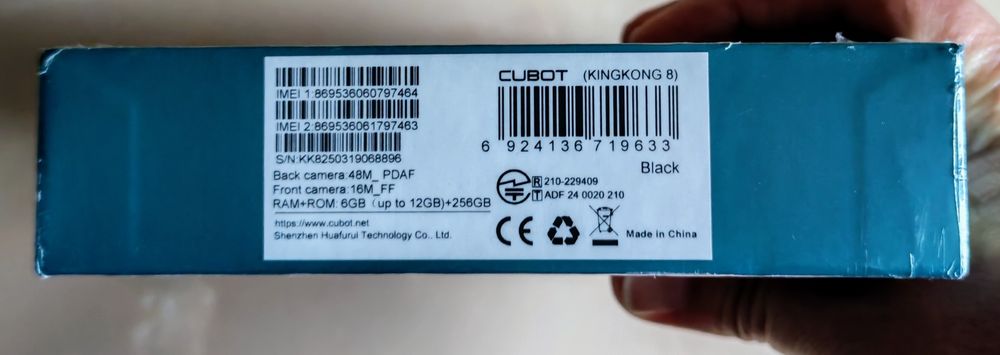 IMEI 1:869536060797464
IMEI 2:869536061797463
S/N:KK8250319068896
Back camera:48M_ PDAF
Front camera:16M_FF
RAM+ROM: 6GB（up to 12GB)+256GB
https://www.cubot.net
Shenzhen Huafurui Technology Co., Ltd.
CUBOT (KINGKONG 8)
6 924136 719633
Black
R 210-229409
T ADF 24 0020 210
CE
Made in China